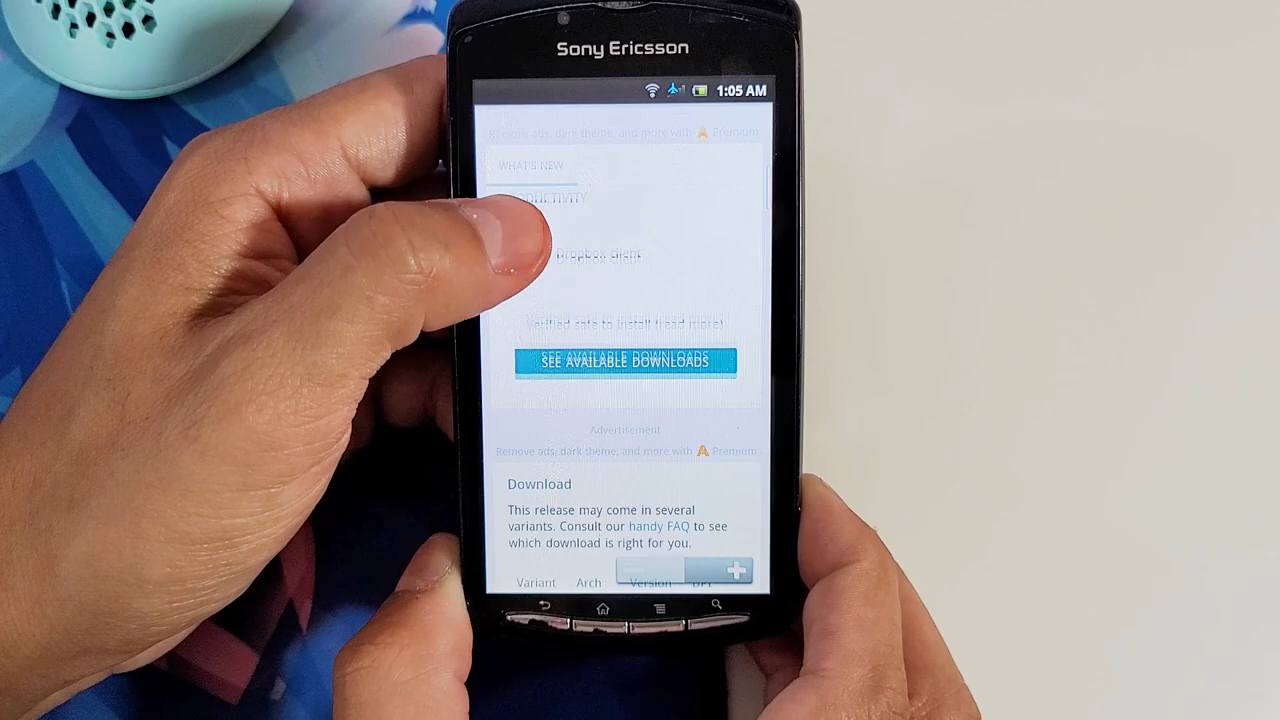 Sony Ericsson
1:05 AM
Remove ads, dark theme, and more with Premium
WHAT'S NEW
PRODUCTIVITY
Dropbox client
Verified safe to install (read more)
SEE AVAILABLE DOWNLOADS
Advertisement
Remove ads, dark theme, and more with Premium
Download
This release may come in several
variants. Consult our handy FAQ to see
which download is right for you.
Variant Arch Version DPI